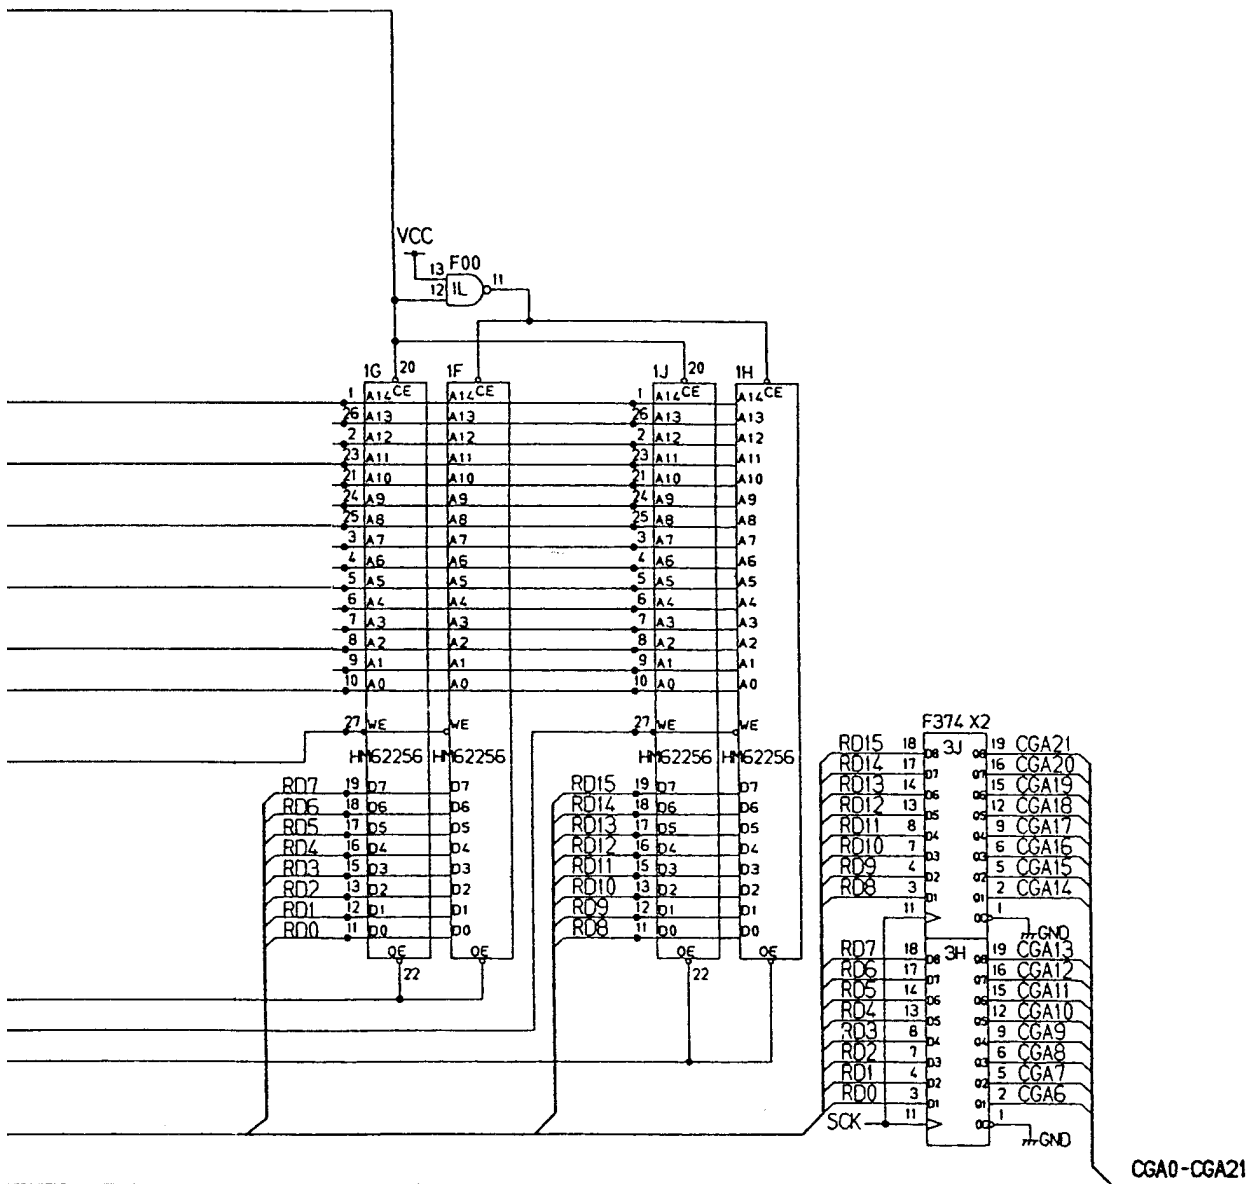 VCC
F00
13
12
1L
11
1G 20 1F 1J 20 1H
CE CE CE CE
1 A14 A14 1 A14 A14
26 A13 A13 26 A13 A13
2 A12 A12 2 A12 A12
23 A11 A11 23 A11 A11
21 A10 A10 21 A10 A10
24 A9 A9 24 A9 A9
25 A8 A8 25 A8 A8
3 A7 A7 3 A7 A7
4 A6 A6 4 A6 A6
5 A5 A5 5 A5 A5
6 A4 A4 6 A4 A4
7 A3 A3 7 A3 A3
8 A2 A2 8 A2 A2
9 A1 A1 9 A1 A1
10 A0 A0 10 A0 A0
27 WE WE 27 WE WE
HM62256 HM62256 HM62256 HM62256
RD7 19 D7 D7 RD15 19 D7 D7
RD6 18 D6 D6 RD14 18 D6 D6
RD5 17 D5 D5 RD13 17 D5 D5
RD4 16 D4 D4 RD12 16 D4 D4
RD3 15 D3 D3 RD11 15 D3 D3
RD2 13 D2 D2 RD10 13 D2 D2
RD1 12 D1 D1 RD9 12 D1 D1
RD0 11 D0 D0 RD8 11 D0 D0
OE OE OE OE
22 22
F374 X2
3J
RD15 18 D8 Q8 19 CGA21
RD14 17 D7 Q7 16 CGA20
RD13 14 D6 Q6 15 CGA19
RD12 13 D5 Q5 12 CGA18
RD11 8 D4 Q4 9 CGA17
RD10 7 D3 Q3 6 CGA16
RD9 4 D2 Q2 5 CGA15
RD8 3 D1 Q1 2 CGA14
11 OC 1
GND
3H
RD7 18 D8 Q8 19 CGA13
RD6 17 D7 Q7 16 CGA12
RD5 14 D6 Q6 15 CGA11
RD4 13 D5 Q5 12 CGA10
RD3 8 D4 Q4 9 CGA9
RD2 7 D3 Q3 6 CGA8
RD1 4 D2 Q2 5 CGA7
RD0 3 D1 Q1 2 CGA6
SCK 11 OC 1
GND
CGA0-CGA21